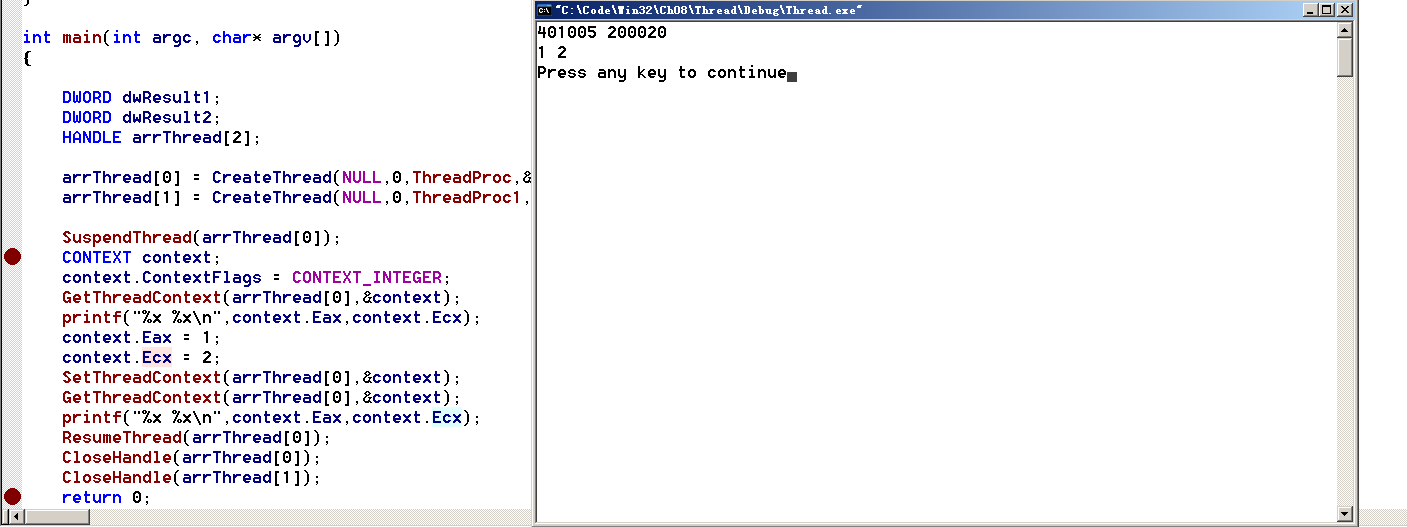 }
int main(int argc, char* argv[])
{
DWORD dwResult1;
DWORD dwResult2;
HANDLE arrThread[2];
arrThread[0] = CreateThread(NULL,0,ThreadProc,&
arrThread[1] = CreateThread(NULL,0,ThreadProc1,
SuspendThread(arrThread[0]);
CONTEXT context;
context.ContextFlags = CONTEXT_INTEGER;
GetThreadContext(arrThread[0],&context);
printf("%x %x\n",context.Eax,context.Ecx);
context.Eax = 1;
context.Ecx = 2;
SetThreadContext(arrThread[0],&context);
GetThreadContext(arrThread[0],&context);
printf("%x %x\n",context.Eax,context.Ecx);
ResumeThread(arrThread[0]);
CloseHandle(arrThread[0]);
CloseHandle(arrThread[1]);
return 0;
"C:\Code\Win32\Ch08\Thread\Debug\Thread.exe"
401005 200020
1 2
Press any key to continue